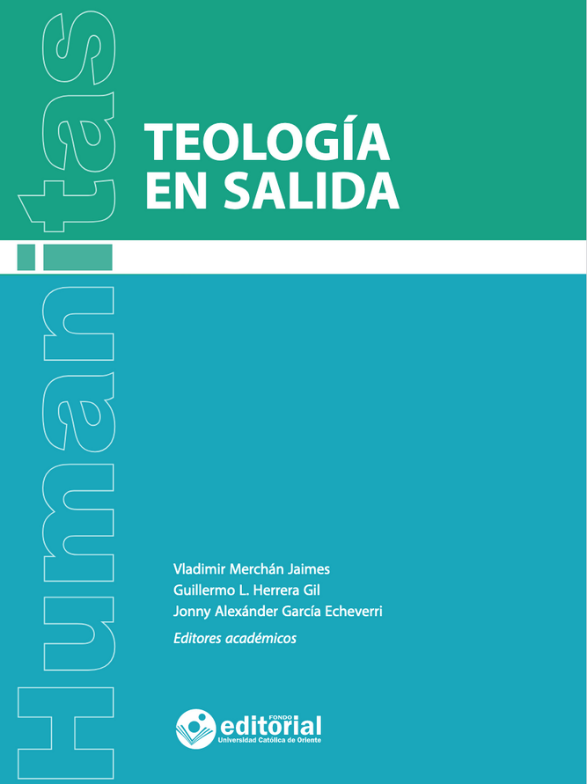 Humanitas
TEOLOGÍA
EN SALIDA
Vladimir Merchán Jaimes
Guillermo L. Herrera Gil
Jonny Alexánder García Echeverri
Editores académicos
FONDO
editorial
Universidad Católica de Oriente